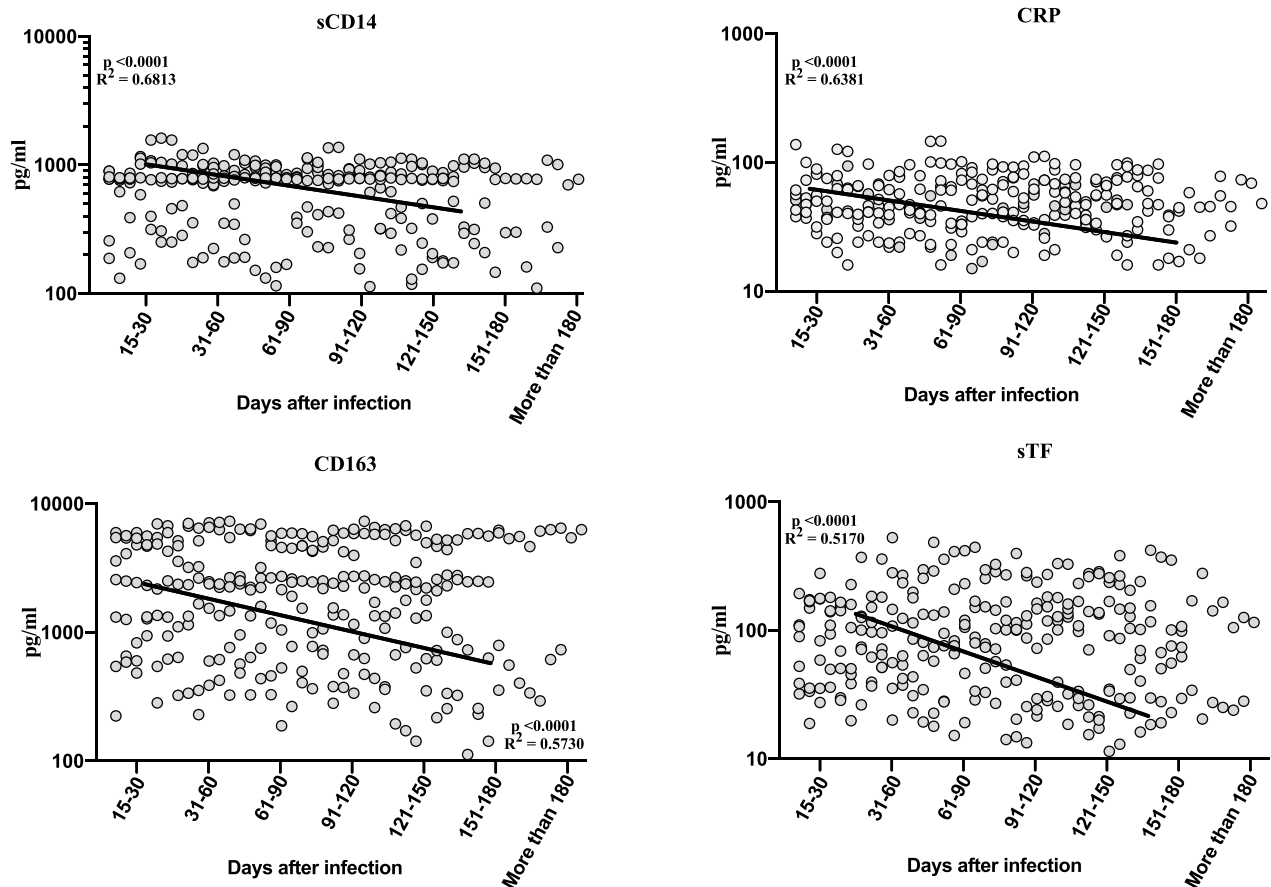 sCD14
10000
p <0.0001
R² = 0.6813
1000
pg/ml
100
15-30
31-60
61-90
91-120
121-150
151-180
More than 180
Days after infection
CRP
1000
p <0.0001
R² = 0.6381
100
pg/ml
10
15-30
31-60
61-90
91-120
121-150
151-180
More than 180
Days after infection
CD163
10000
1000
pg/ml
p <0.0001
R² = 0.5730
100
15-30
31-60
61-90
91-120
121-150
151-180
More than 180
Days after infection
sTF
1000
p <0.0001
R² = 0.5170
100
pg/ml
10
15-30
31-60
61-90
91-120
121-150
151-180
More than 180
Days after infection